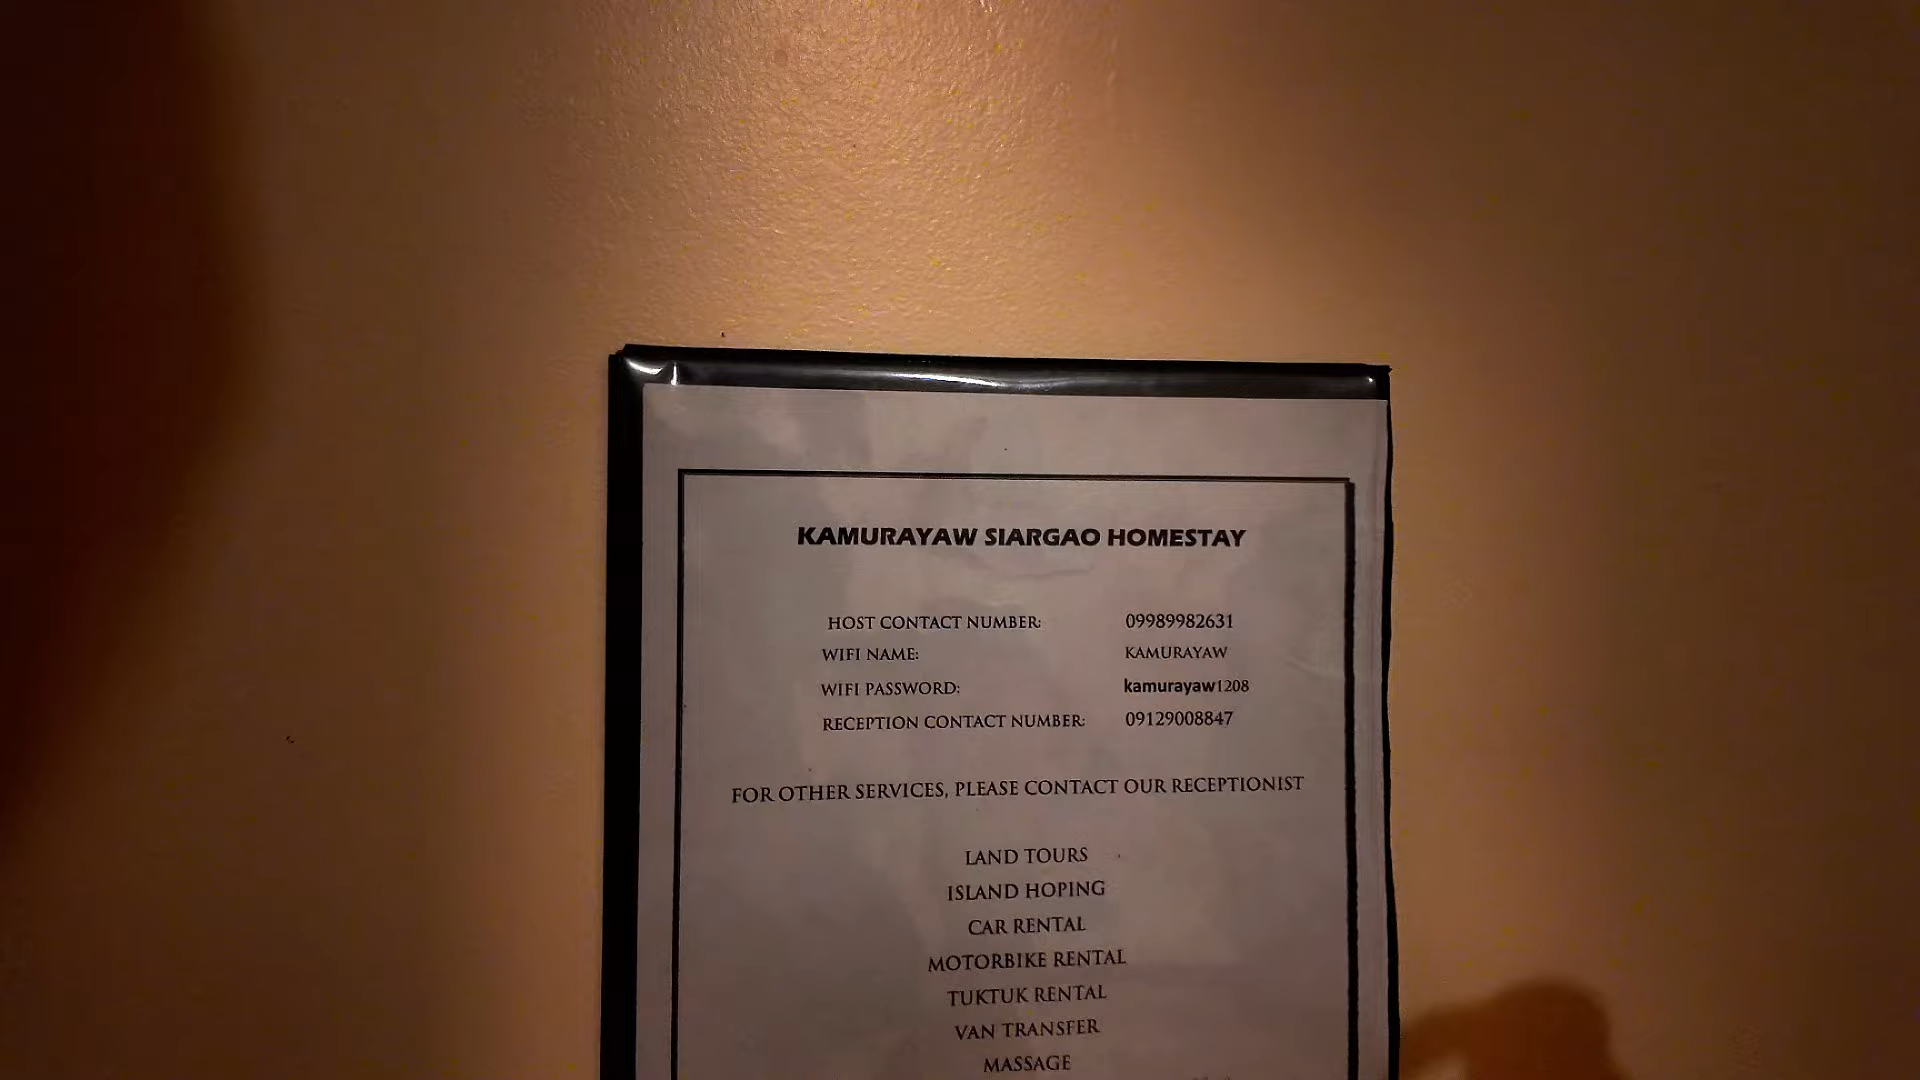 KAMURAYAW SIARGAO HOMESTAY
HOST CONTACT NUMBER: 09989982631
WIFI NAME: KAMURAYAW
WIFI PASSWORD: kamurayaw1208
RECEPTION CONTACT NUMBER: 09129008847
FOR OTHER SERVICES, PLEASE CONTACT OUR RECEPTIONIST
LAND TOURS
ISLAND HOPING
CAR RENTAL
MOTORBIKE RENTAL
TUKTUK RENTAL
VAN TRANSFER
MASSAGE